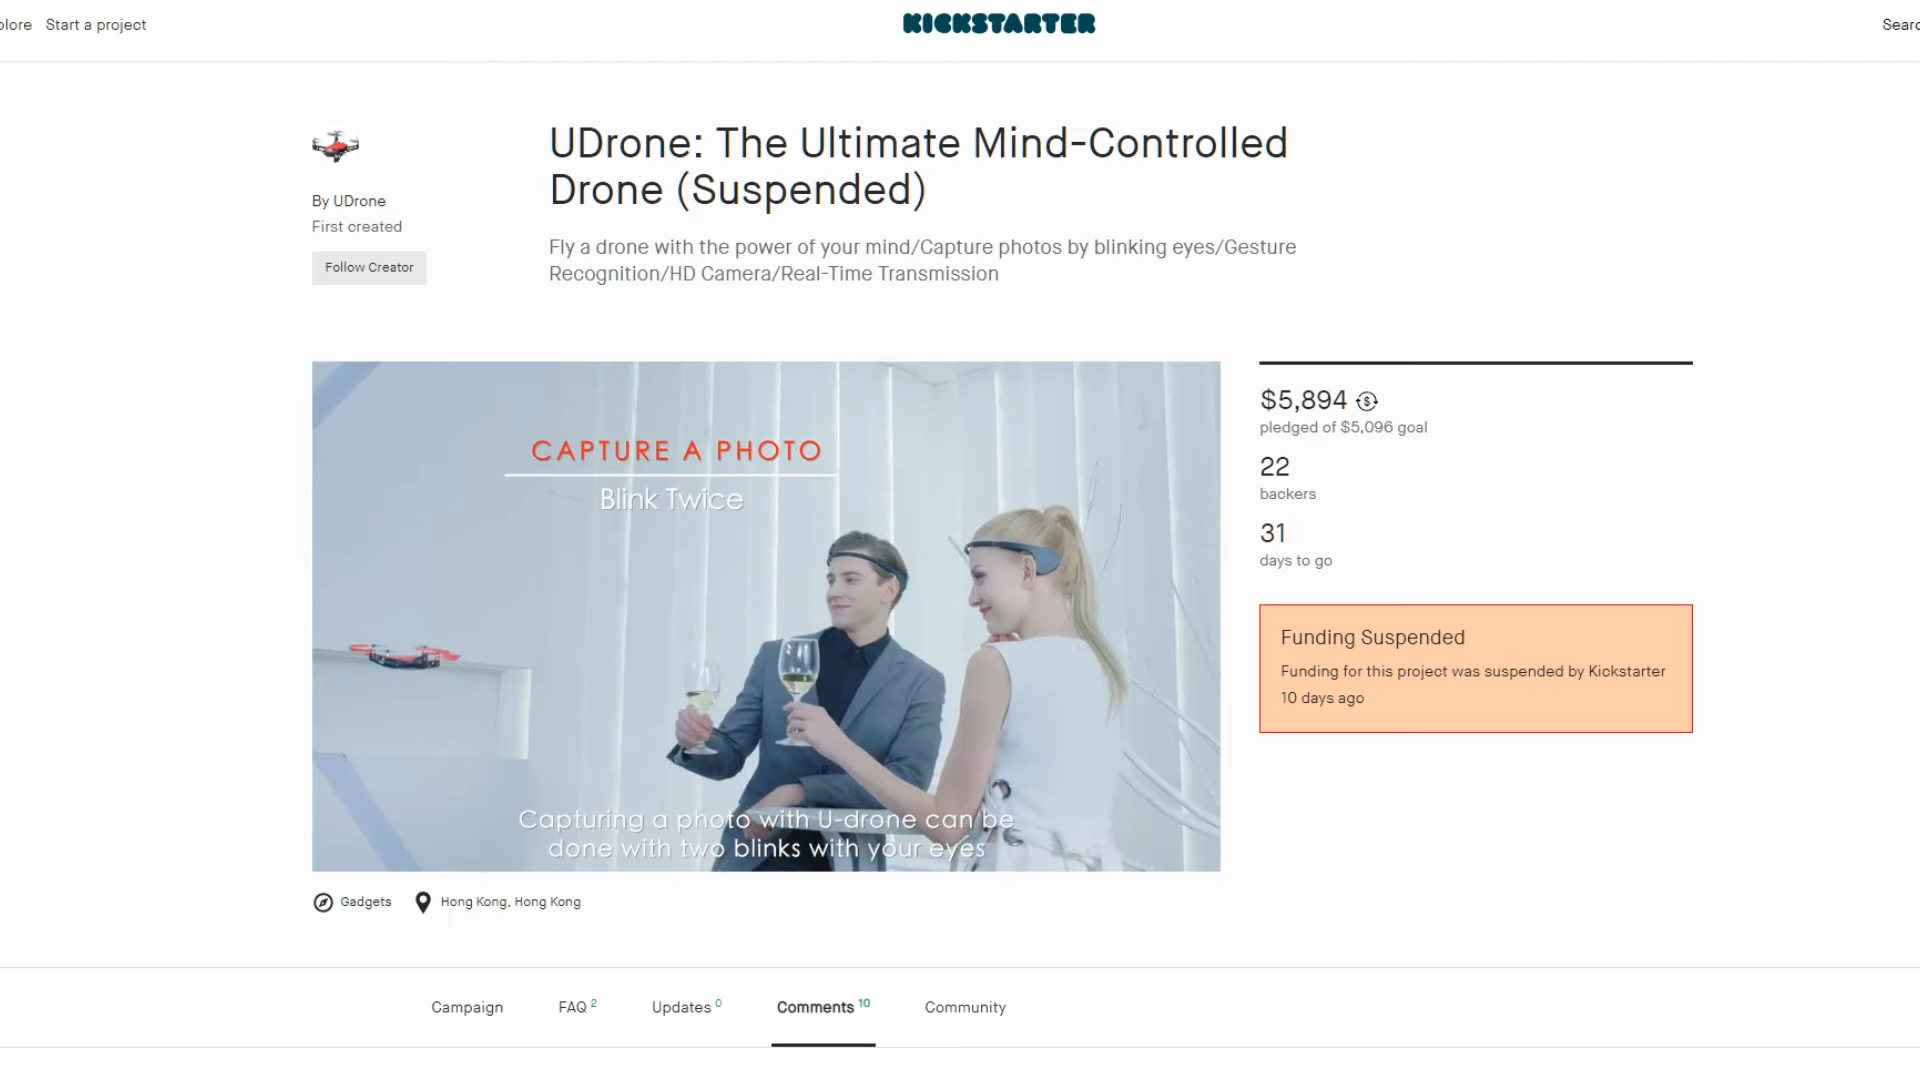 plore Start a project KICKSTARTER Searc
UDrone: The Ultimate Mind-Controlled
Drone (Suspended)
By UDrone
First created
Follow Creator
Fly a drone with the power of your mind/Capture photos by blinking eyes/Gesture
Recognition/HD Camera/Real-Time Transmission
CAPTURE A PHOTO
Blink Twice
Capturing a photo with U-drone can be
done with two blinks with your eyes
$5,894
pledged of $5,096 goal
22
backers
31
days to go
Funding Suspended
Funding for this project was suspended by Kickstarter
10 days ago
Gadgets Hong Kong, Hong Kong
Campaign FAQ 2 Updates 0 Comments 10 Community